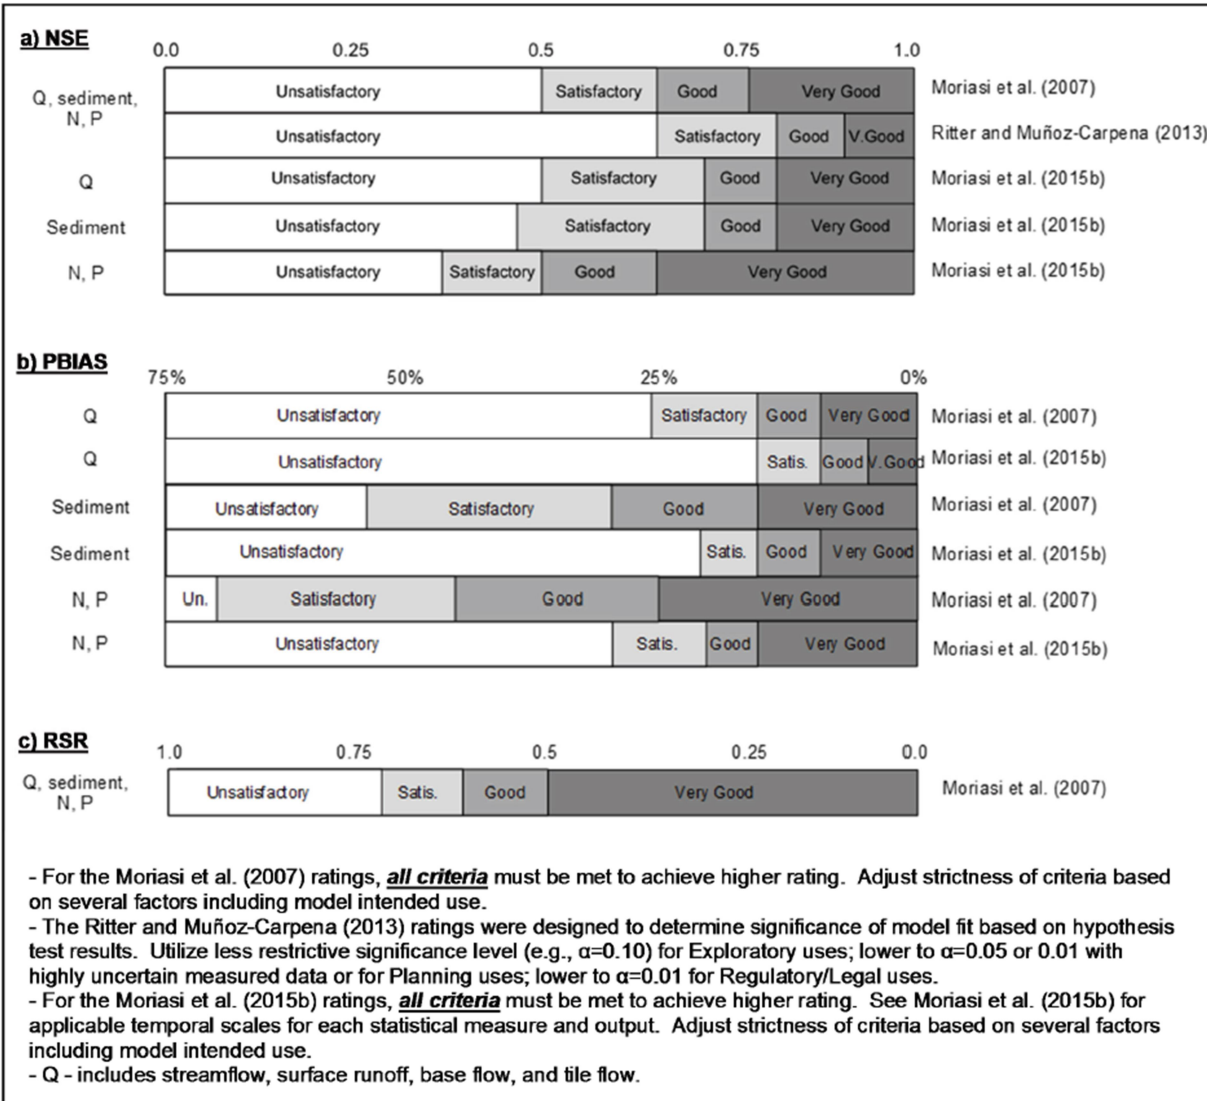 a) NSE
0.0 0.25 0.5 0.75 1.0
Q, sediment,
N, P
Unsatisfactory Satisfactory Good Very Good Moriasi et al. (2007)
Unsatisfactory Satisfactory Good V.Good Ritter and Muñoz-Carpena (2013)
Q Unsatisfactory Satisfactory Good Very Good Moriasi et al. (2015b)
Sediment Unsatisfactory Satisfactory Good Very Good Moriasi et al. (2015b)
N, P Unsatisfactory Satisfactory Good Very Good Moriasi et al. (2015b)
b) PBIAS
75% 50% 25% 0%
Q Unsatisfactory Satisfactory Good Very Good Moriasi et al. (2007)
Q Unsatisfactory Satis. Good V.Good Moriasi et al. (2015b)
Sediment Unsatisfactory Satisfactory Good Very Good Moriasi et al. (2007)
Sediment Unsatisfactory Satis. Good Very Good Moriasi et al. (2015b)
N, P Un. Satisfactory Good Very Good Moriasi et al. (2007)
N, P Unsatisfactory Satis. Good Very Good Moriasi et al. (2015b)
c) RSR
1.0 0.75 0.5 0.25 0.0
Q, sediment,
N, P
Unsatisfactory Satis. Good Very Good Moriasi et al. (2007)
- For the Moriasi et al. (2007) ratings, all criteria must be met to achieve higher rating. Adjust strictness of criteria based
on several factors including model intended use.
- The Ritter and Muñoz-Carpena (2013) ratings were designed to determine significance of model fit based on hypothesis
test results. Utilize less restrictive significance level (e.g., α=0.10) for Exploratory uses; lower to α=0.05 or 0.01 with
highly uncertain measured data or for Planning uses; lower to α=0.01 for Regulatory/Legal uses.
- For the Moriasi et al. (2015b) ratings, all criteria must be met to achieve higher rating. See Moriasi et al. (2015b) for
applicable temporal scales for each statistical measure and output. Adjust strictness of criteria based on several factors
including model intended use.
- Q - includes streamflow, surface runoff, base flow, and tile flow.